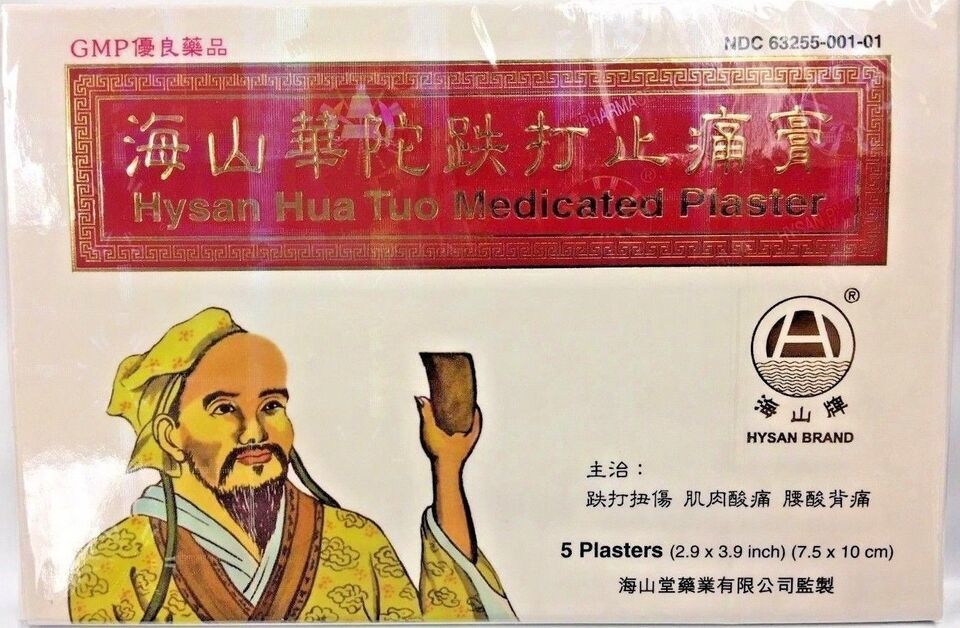 GMP優良藥品
NDC 63255-001-01
海山華陀跌打止痛膏
Hysan Hua Tuo Medicated Plaster
®
海山牌
HYSAN BRAND
主治：
跌打扭傷 肌肉酸痛 腰酸背痛
5 Plasters (2.9 x 3.9 inch) (7.5 x 10 cm)
海山堂藥業有限公司監製